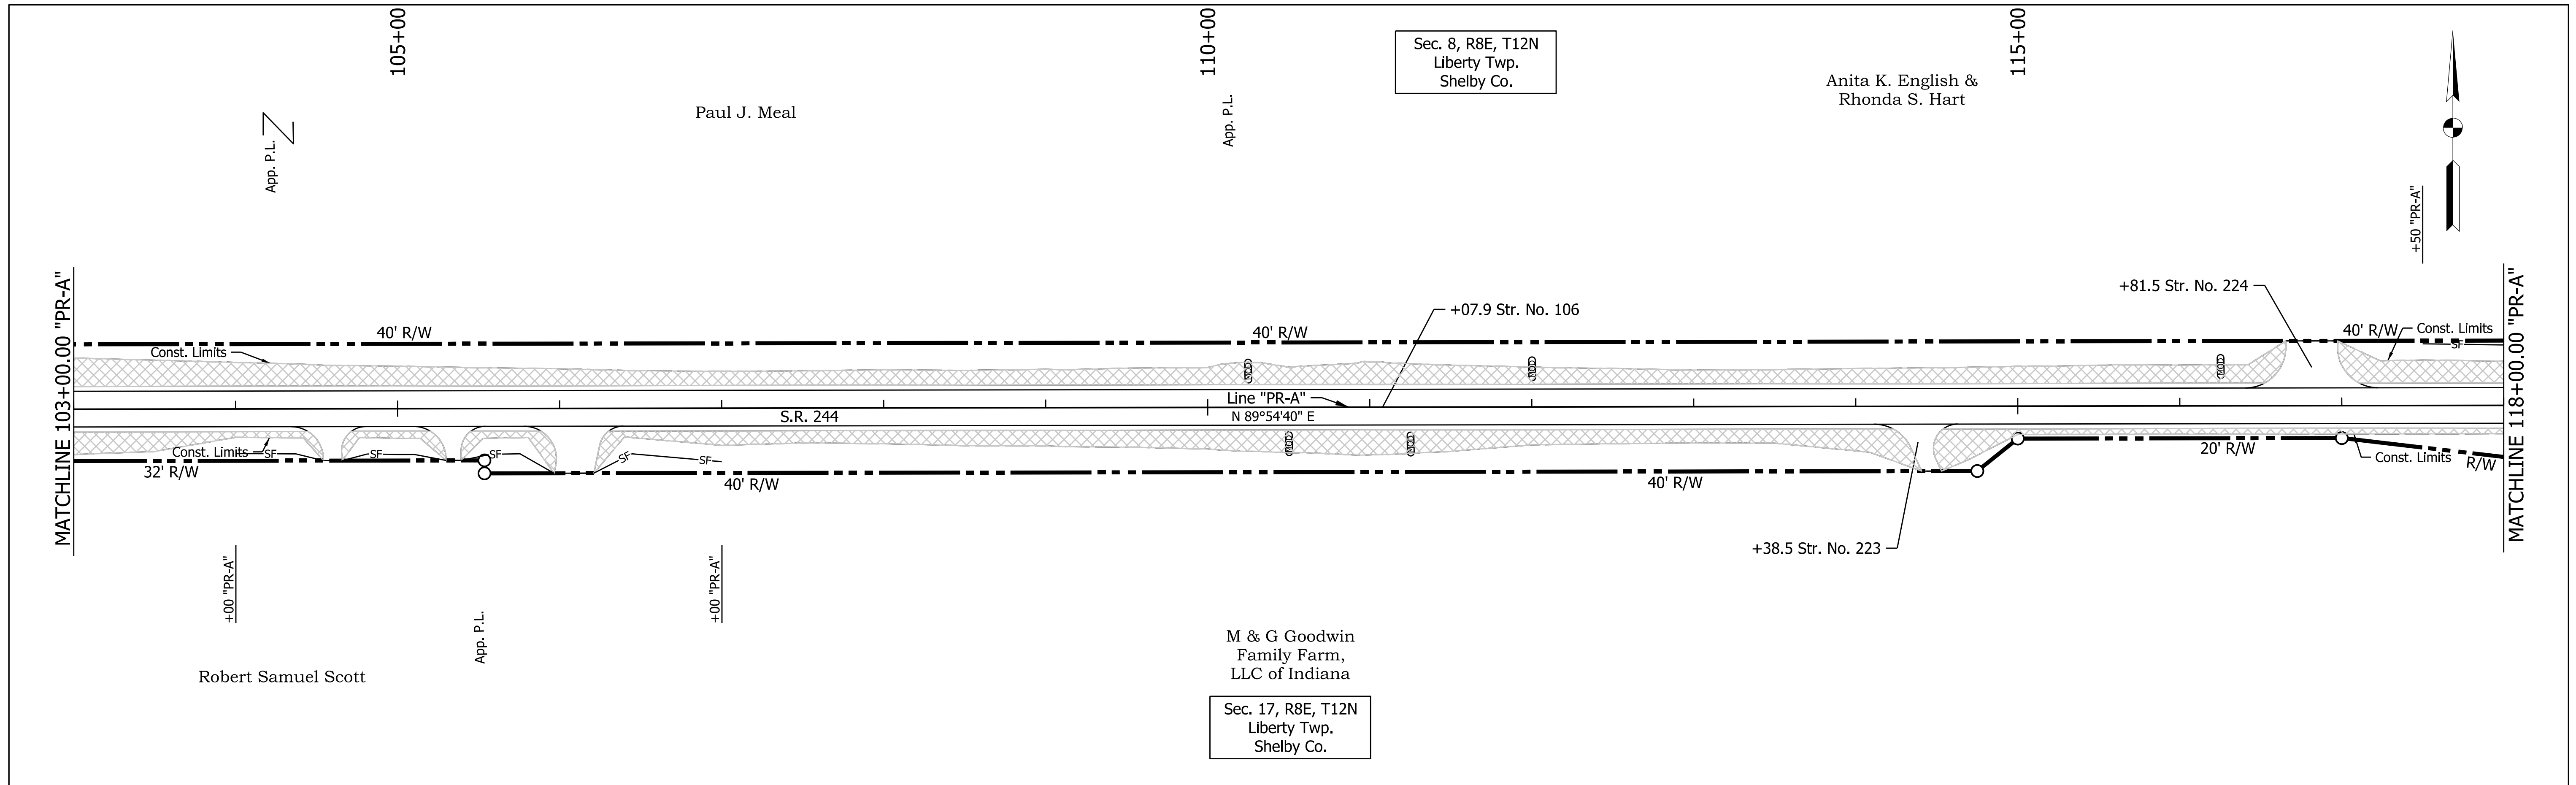 105+00
110+00
115+00
Sec. 8, R8E, T12N
Liberty Twp.
Shelby Co.
Paul J. Meal
Anita K. English &
Rhonda S. Hart
App. P.L.
App. P.L.
+50 "PR-A"
MATCHLINE 103+00.00 "PR-A"
MATCHLINE 118+00.00 "PR-A"
+81.5 Str. No. 224
+07.9 Str. No. 106
40' R/W
40' R/W
40' R/W
Const. Limits
Const. Limits
SF
Line "PR-A"
S.R. 244
N 89°54'40" E
Const. Limits
SF
SF
SF
SF
SF
32' R/W
40' R/W
40' R/W
20' R/W
Const. Limits
R/W
+38.5 Str. No. 223
+00 "PR-A"
+00 "PR-A"
App. P.L.
Robert Samuel Scott
M & G Goodwin
Family Farm,
LLC of Indiana
Sec. 17, R8E, T12N
Liberty Twp.
Shelby Co.